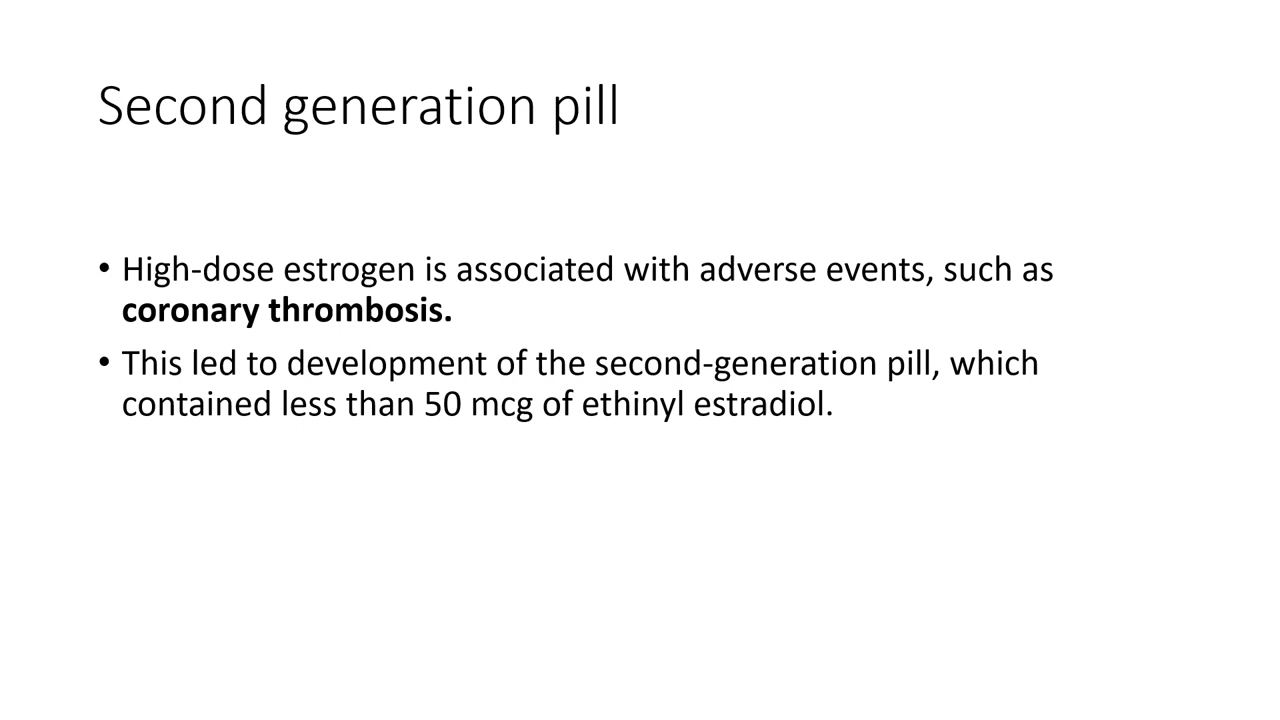 Second generation pill
• High-dose estrogen is associated with adverse events, such as
coronary thrombosis.
• This led to development of the second-generation pill, which
contained less than 50 mcg of ethinyl estradiol.